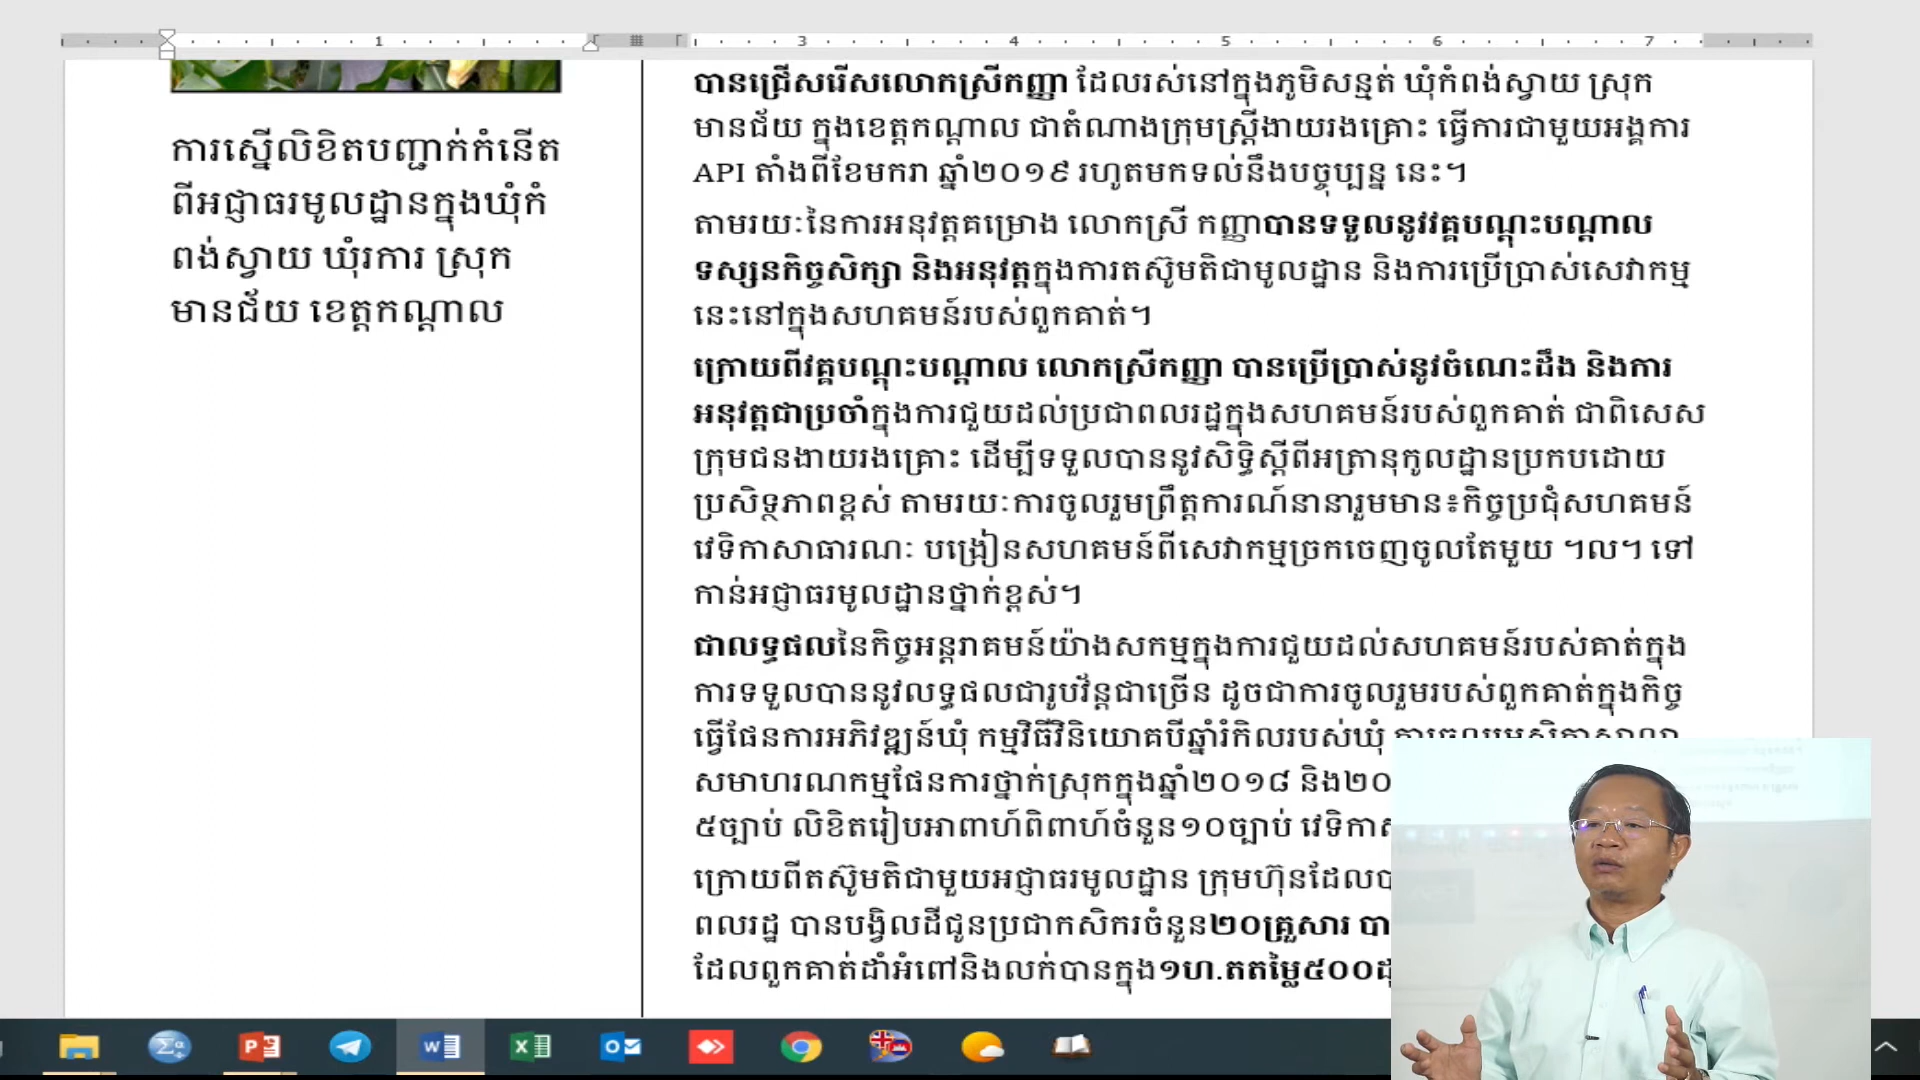 1 3 4 5 6 7
ការស្នើលិខិតបញ្ជាក់កំនើត
ពីអជ្ញាធរមូលដ្ឋានក្នុងឃុំកំ
ពង់ស្វាយ ឃុំរការ ស្រុក
មានជ័យ ខេត្តកណ្តាល
បានជ្រើសរើសលោកស្រីកញ្ញា ដែលរស់នៅក្នុងភូមិសន្មត់ ឃុំកំពង់ស្វាយ ស្រុក
មានជ័យ ក្នុងខេត្តកណ្តាល ជាតំណាងក្រុមស្ត្រីងាយរងគ្រោះ ធ្វើការជាមួយអង្គការ
API តាំងពីខែមករា ឆ្នាំ២០១៩ រហូតមកទល់នឹងបច្ចុប្បន្ន នេះ។
តាមរយៈនៃការអនុវត្តគម្រោង លោកស្រី កញ្ញាបានទទួលនូវវគ្គបណ្តុះបណ្តាល
ទស្សនកិច្ចសិក្សា និងអនុវត្តក្នុងការតស៊ូមតិជាមូលដ្ឋាន និងការប្រើប្រាស់សេវាកម្ម
នេះនៅក្នុងសហគមន៍របស់ពួកគាត់។
ក្រោយពីវគ្គបណ្តុះបណ្តាល លោកស្រីកញ្ញា បានប្រើប្រាស់នូវចំណេះដឹង និងការ
អនុវត្តជាប្រចាំក្នុងការជួយដល់ប្រជាពលរដ្ឋក្នុងសហគមន៍របស់ពួកគាត់ ជាពិសេស
ក្រុមជនងាយរងគ្រោះ ដើម្បីទទួលបាននូវសិទ្ធិស្តីពីអត្រានុកូលដ្ឋានប្រកបដោយ
ប្រសិទ្ថភាពខ្ពស់ តាមរយៈការចូលរួមព្រឹត្តការណ៍នានារួមមាន៖កិច្ចប្រជុំសហគមន៍
វេទិកាសាធារណៈ បង្រៀនសហគមន៍ពីសេវាកម្មច្រកចេញចូលតែមួយ ។ល។ ទៅ
កាន់អជ្ញាធរមូលដ្ឋានថ្នាក់ខ្ពស់។
ជាលទ្ធផលនៃកិច្ចអន្តរាគមន៍យ៉ាងសកម្មក្នុងការជួយដល់សហគមន៍របស់គាត់ក្នុង
ការទទួលបាននូវលទ្ធផលជារូបវ័ន្តជាច្រើន ដូចជាការចូលរួមរបស់ពួកគាត់ក្នុងកិច្ច
ធ្វើផែនការអភិវឌ្ឍន៍ឃុំ កម្មវិធីវិនិយោគបីឆ្នាំរំកិលរបស់ឃុំ
សមាហរណកម្មផែនការថ្នាក់ស្រុកក្នុងឆ្នាំ២០១៨ និង
៥ច្បាប់ លិខិតរៀបអាពាហ៍ពិពាហ៍ចំនួន១០ច្បាប់
ក្រោយពីតស៊ូមតិជាមួយអជ្ញាធរមូលដ្ឋាន ក្រុមហ៊ុនដែល
ពលរដ្ឋ បានបង្វិលដីជូនប្រជាកសិករចំនួន២០គ្រួសារ
ដែលពួកគាត់ដាំអំពៅនិងលក់បានក្នុង១ហ.តតម្លៃ៥០០